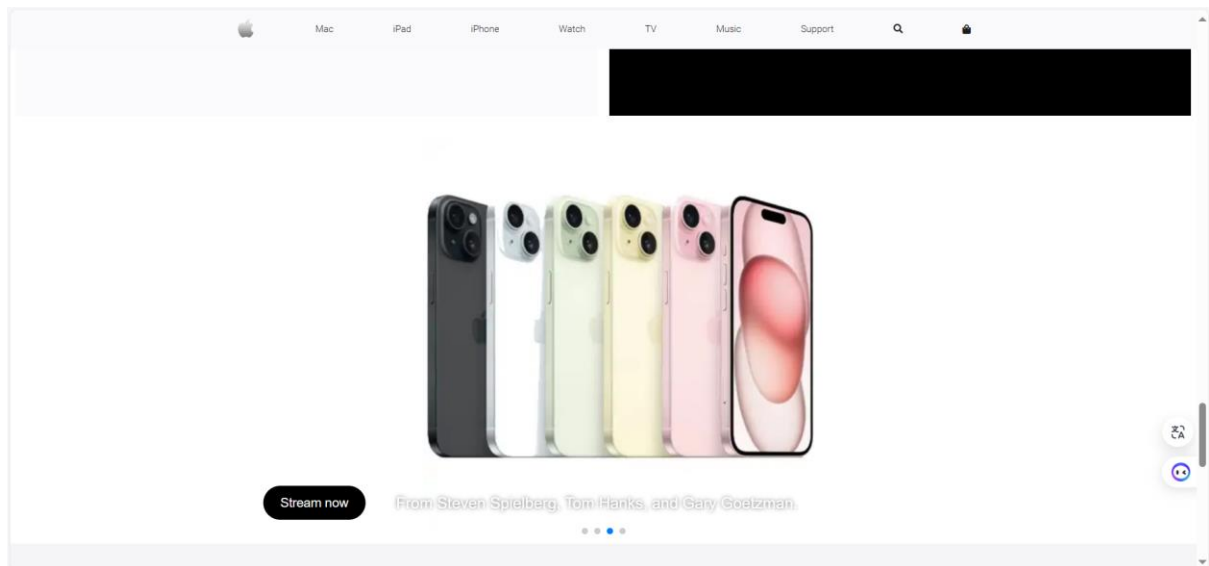 Mac iPad iPhone Watch TV Music Support
Stream now From Steven Spielberg, Tom Hanks, and Gary Goetzman.